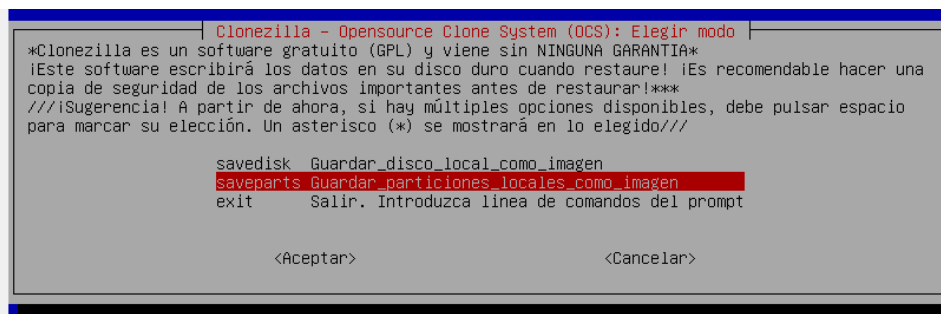 Clonezilla - Opensource Clone System (OCS): Elegir modo
*Clonezilla es un software gratuito (GPL) y viene sin NINGUNA GARANTIA*
¡Este software escribirá los datos en su disco duro cuando restaure! ¡Es recomendable hacer una
copia de seguridad de los archivos importantes antes de restaurar!***
///¡Sugerencia! A partir de ahora, si hay múltiples opciones disponibles, debe pulsar espacio
para marcar su elección. Un asterisco (*) se mostrará en lo elegido///
savedisk Guardar_disco_local_como_imagen
saveparts Guardar_particiones_locales_como_imagen
exit Salir. Introduzca linea de comandos del prompt
<Aceptar> <Cancelar>